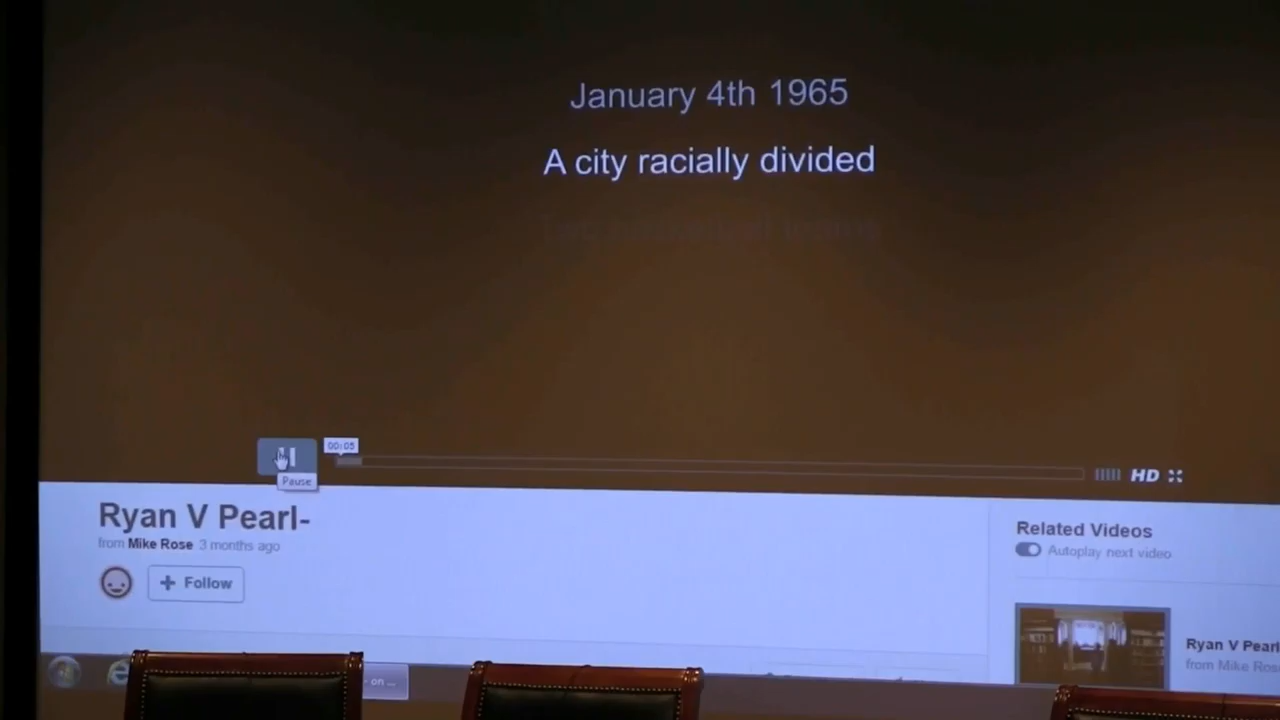 January 4th 1965
A city racially divided
00:05
Pause
HD
Ryan V Pearl-
from Mike Rose 3 months ago
+ Follow
Related Videos
Autoplay next video
Ryan V Pearl
from Mike Rose
- on ...